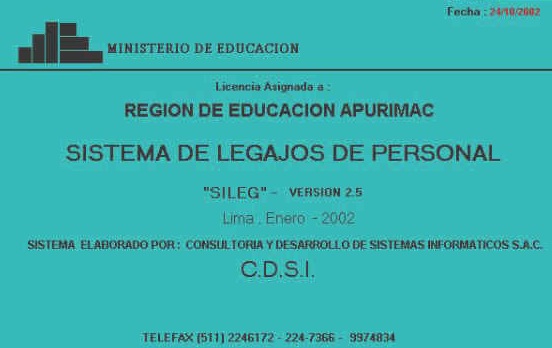 Fecha : 24/10/2002
MINISTERIO DE EDUCACION
Licencia Asignada a :
REGION DE EDUCACION APURIMAC
SISTEMA DE LEGAJOS DE PERSONAL
"SILEG" - VERSION 2.5
Lima , Enero - 2002
SISTEMA ELABORADO POR : CONSULTORIA Y DESARROLLO DE SISTEMAS INFORMATICOS S.A.C.
C.D.S.I.
TELEFAX (511) 2246172 - 224-7366 - 9974834